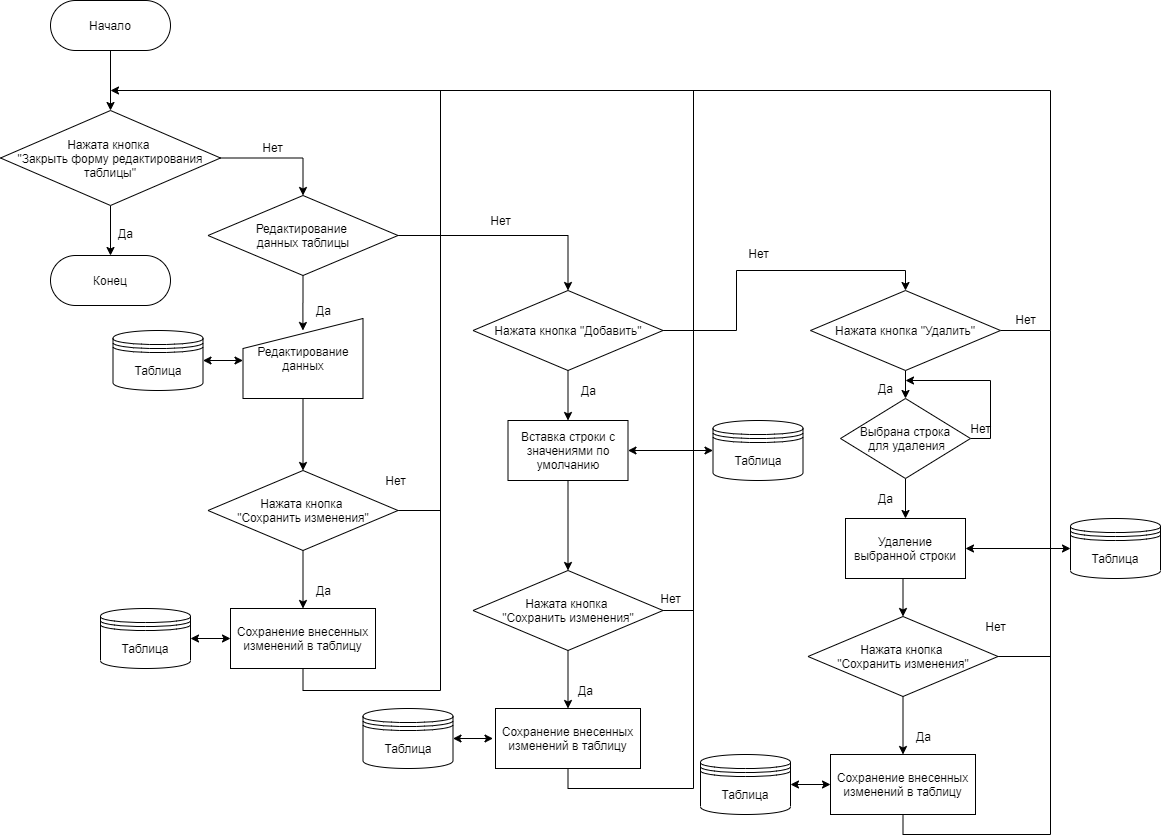 Начало
Нажата кнопка
"Закрыть форму редактирования
таблицы"
Нет
Да
Конец
Редактирование
данных таблицы
Нет
Да
Редактирование
данных
Таблица
Нажата кнопка
"Сохранить изменения"
Нет
Да
Сохранение внесенных
изменений в таблицу
Таблица
Нажата кнопка "Добавить"
Нет
Да
Вставка строки с
значениями по
умолчанию
Таблица
Нажата кнопка
"Сохранить изменения"
Нет
Да
Сохранение внесенных
изменений в таблицу
Таблица
Нажата кнопка "Удалить"
Нет
Да
Выбрана строка
для удаления
Нет
Да
Удаление
выбранной строки
Таблица
Нажата кнопка
"Сохранить изменения"
Нет
Да
Сохранение внесенных
изменений в таблицу
Таблица